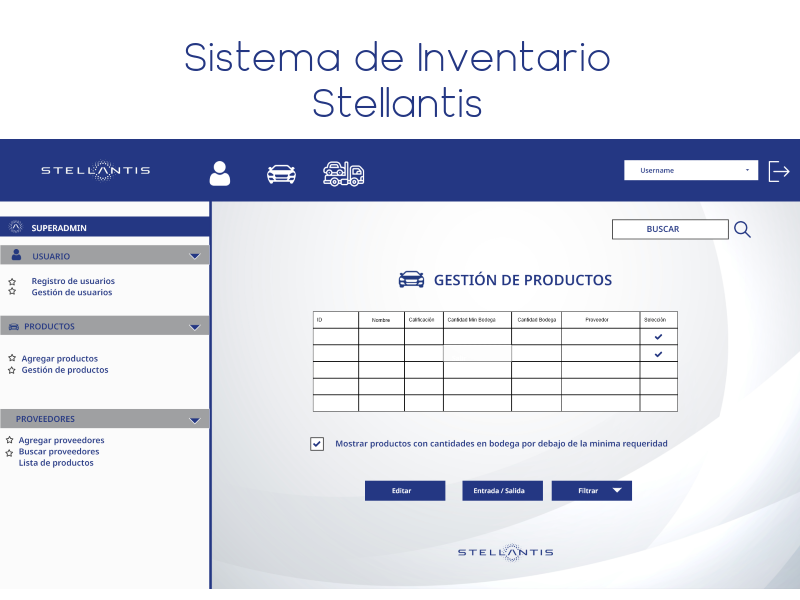 Sistema de Inventario
Stellantis
STELLANTIS
Username
SUPERADMIN
USUARIO
Registro de usuarios
Gestión de usuarios
PRODUCTOS
Agregar productos
Gestión de productos
PROVEEDORES
Agregar proveedores
Buscar proveedores
Lista de productos
BUSCAR
GESTIÓN DE PRODUCTOS
ID Nombre Calificación Cantidad Min Bodega Cantidad Bodega Proveedor Selección
Mostrar productos con cantidades en bodega por debajo de la minima requeridad
Editar Entrada / Salida Filtrar
STELLANTIS